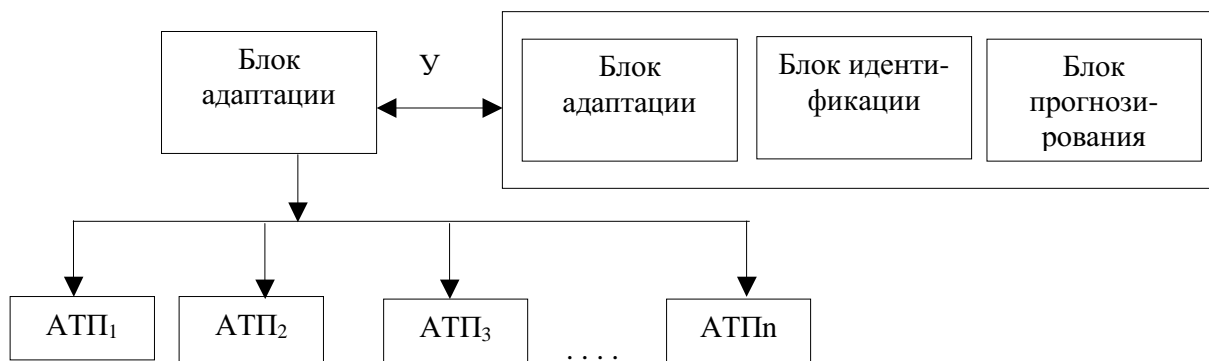 Блок
адаптации
У
Блок
адаптации
Блок иденти-
фикации
Блок
прогнози-
рования
АТП₁
АТП₂
АТП₃
. . . .
АТПn